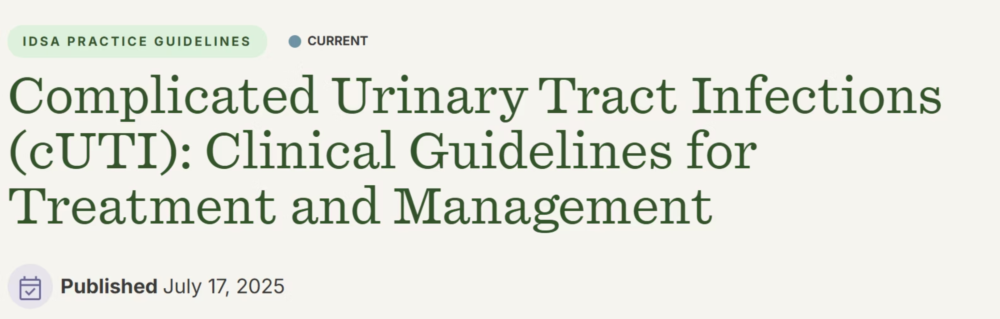 IDSA PRACTICE GUIDELINES
CURRENT
Complicated Urinary Tract Infections
(cUTI): Clinical Guidelines for
Treatment and Management
Published July 17, 2025